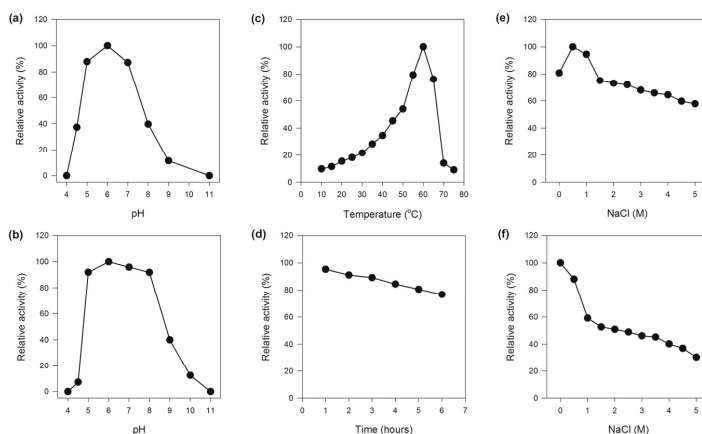 (a)
Relative activity (%)
120
100
80
60
40
20
0
4 5 6 7 8 9 10 11
pH
(c)
Relative activity (%)
120
100
80
60
40
20
0
0 10 20 30 40 50 60 70 80
Temperature (°C)
(e)
Relative activity (%)
120
100
80
60
40
20
0
0 1 2 3 4 5
NaCl (M)
(b)
Relative activity (%)
120
100
80
60
40
20
0
4 5 6 7 8 9 10 11
pH
(d)
Relative activity (%)
120
100
80
60
40
20
0
0 1 2 3 4 5 6 7
Time (hours)
(f)
Relative activity (%)
120
100
80
60
40
20
0
0 1 2 3 4 5
NaCl (M)